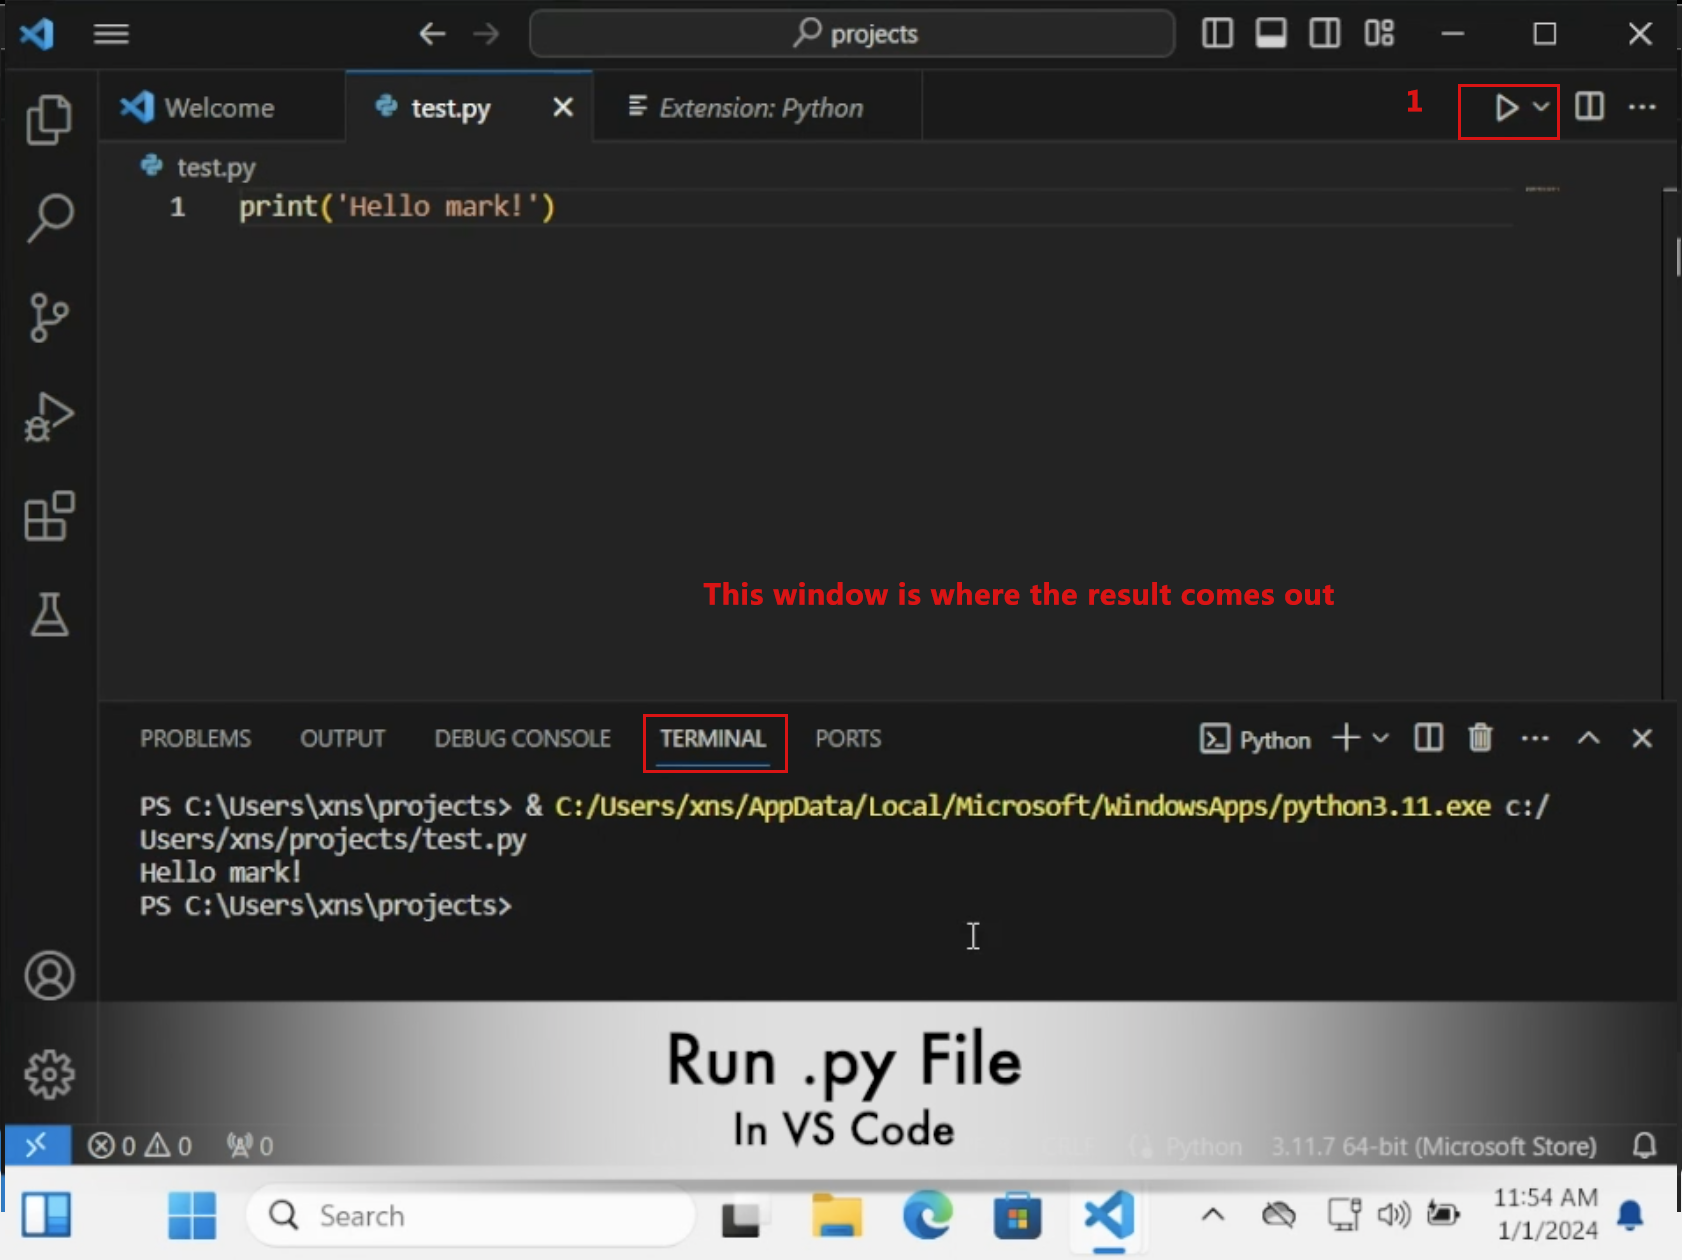 projects
Welcome
test.py
Extension: Python
1
test.py
1 print('Hello mark!')
This window is where the result comes out
PROBLEMS OUTPUT DEBUG CONSOLE TERMINAL PORTS Python
PS C:\Users\xns\projects> & C:/Users/xns/AppData/Local/Microsoft/WindowsApps/python3.11.exe c:/
Users/xns/projects/test.py
Hello mark!
PS C:\Users\xns\projects>
Run .py File
In VS Code
0 0 0 Python 3.11.7 64-bit (Microsoft Store)
Search
11:54 AM
1/1/2024